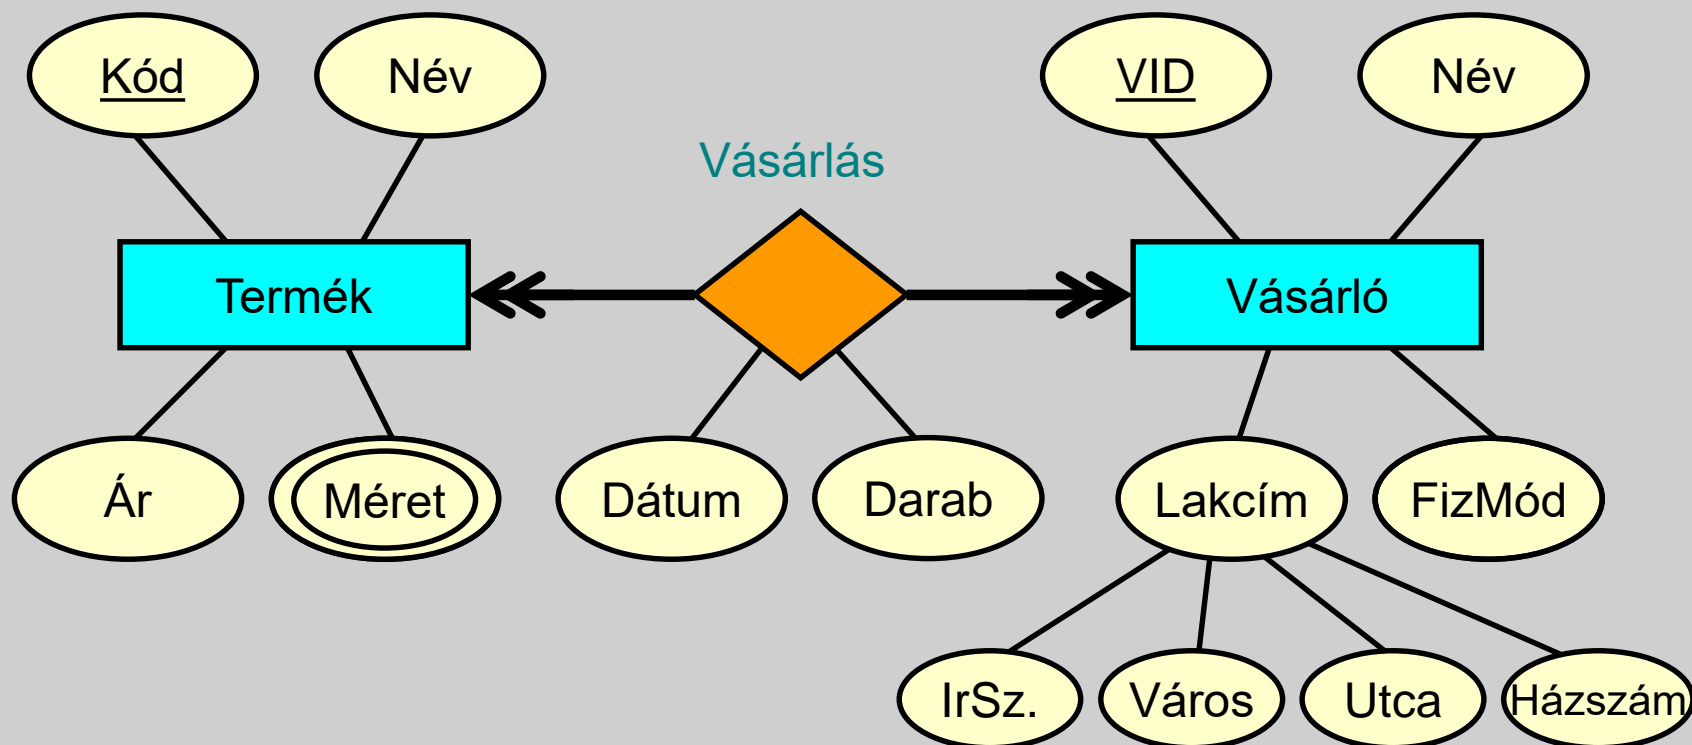 Kód
Név
VID
Név
Vásárlás
Termék
Vásárló
Ár
Méret
Dátum
Darab
Lakcím
FizMód
IrSz.
Város
Utca
Házszám